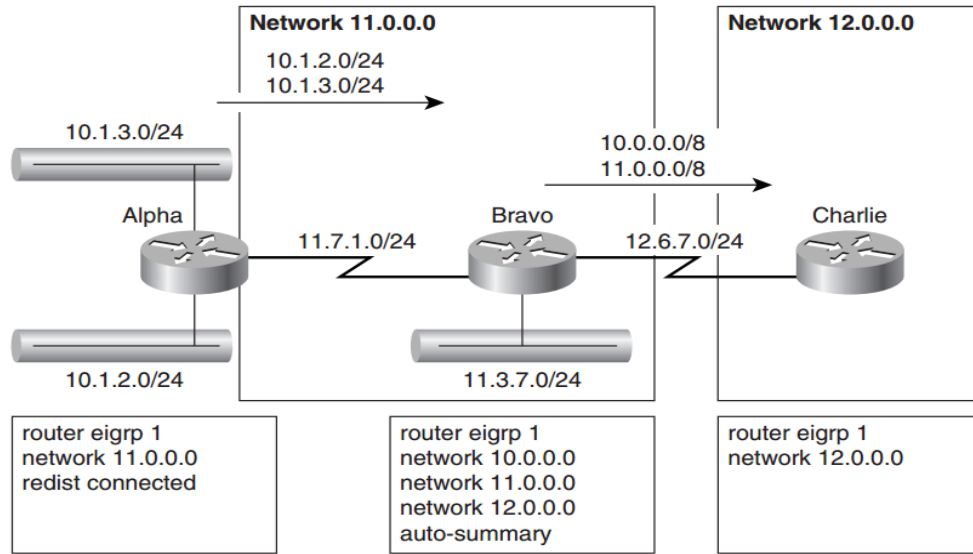 Network 11.0.0.0
Network 12.0.0.0
10.1.2.0/24
10.1.3.0/24
10.1.3.0/24
10.0.0.0/8
11.0.0.0/8
Alpha
Bravo
Charlie
11.7.1.0/24
12.6.7.0/24
10.1.2.0/24
11.3.7.0/24
router eigrp 1
network 11.0.0.0
redist connected
router eigrp 1
network 10.0.0.0
network 11.0.0.0
network 12.0.0.0
auto-summary
router eigrp 1
network 12.0.0.0